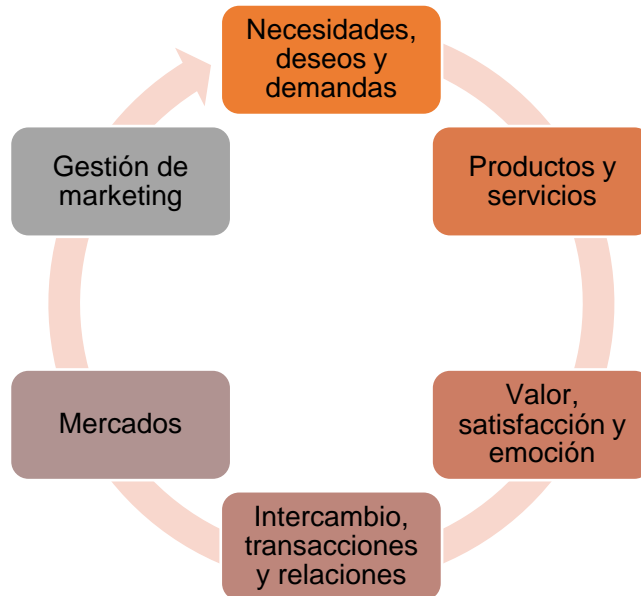 Necesidades,
deseos y
demandas
Productos y
servicios
Valor,
satisfacción y
emoción
Intercambio,
transacciones
y relaciones
Mercados
Gestión de
marketing